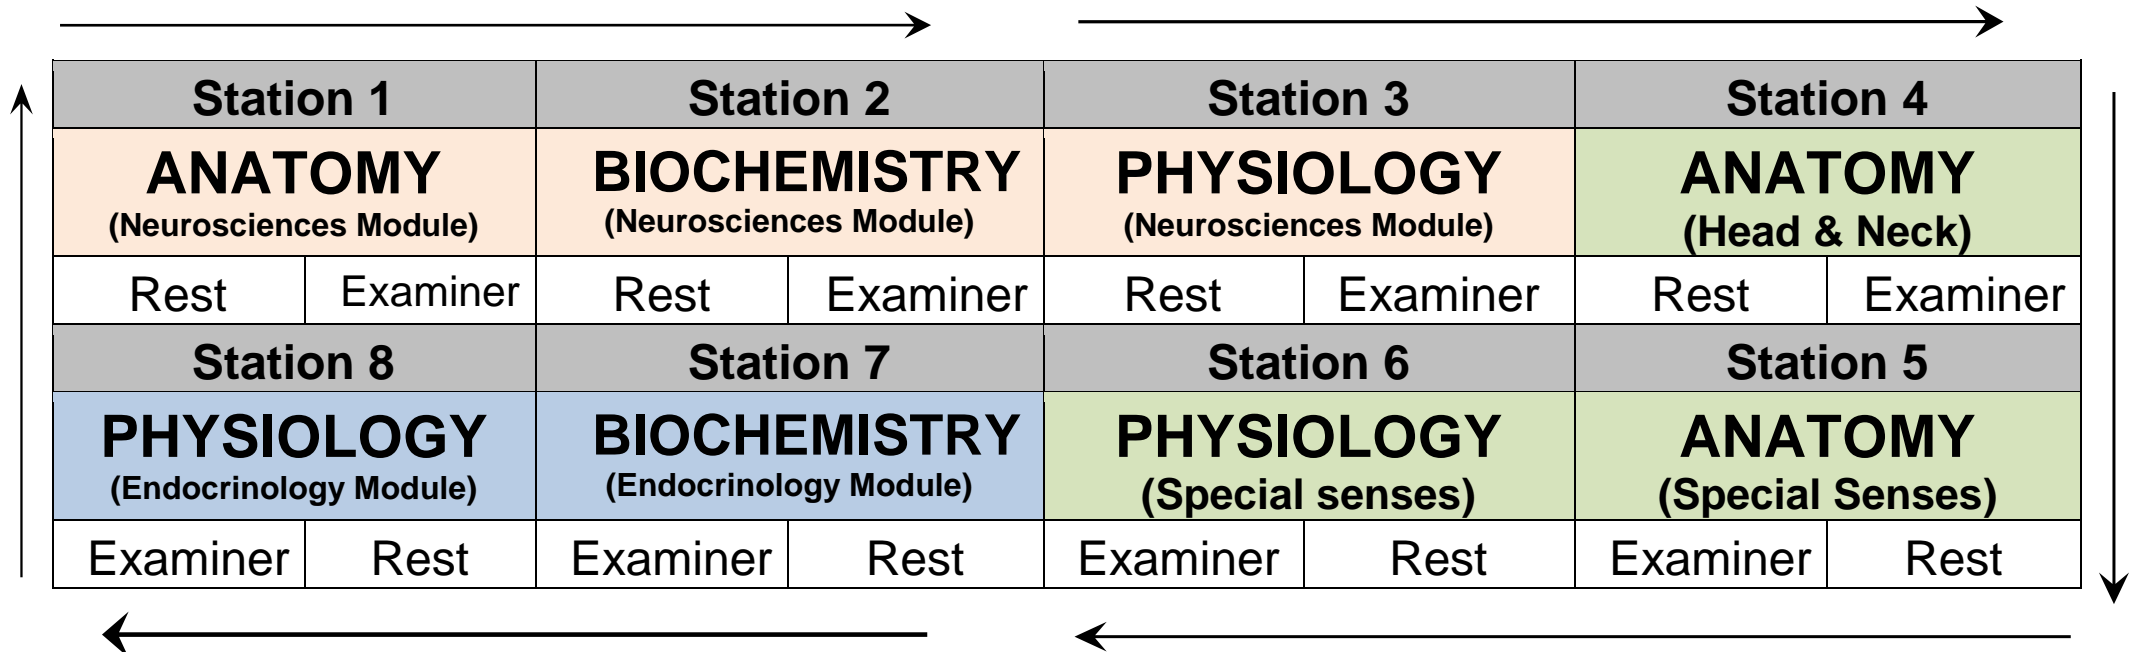 Station 1 Station 2 Station 3 Station 4
ANATOMY BIOCHEMISTRY PHYSIOLOGY ANATOMY
(Neurosciences Module) (Neurosciences Module) (Neurosciences Module) (Head & Neck)
Rest Examiner Rest Examiner Rest Examiner Rest Examiner
Station 8 Station 7 Station 6 Station 5
PHYSIOLOGY BIOCHEMISTRY PHYSIOLOGY ANATOMY
(Endocrinology Module) (Endocrinology Module) (Special senses) (Special Senses)
Examiner Rest Examiner Rest Examiner Rest Examiner Rest